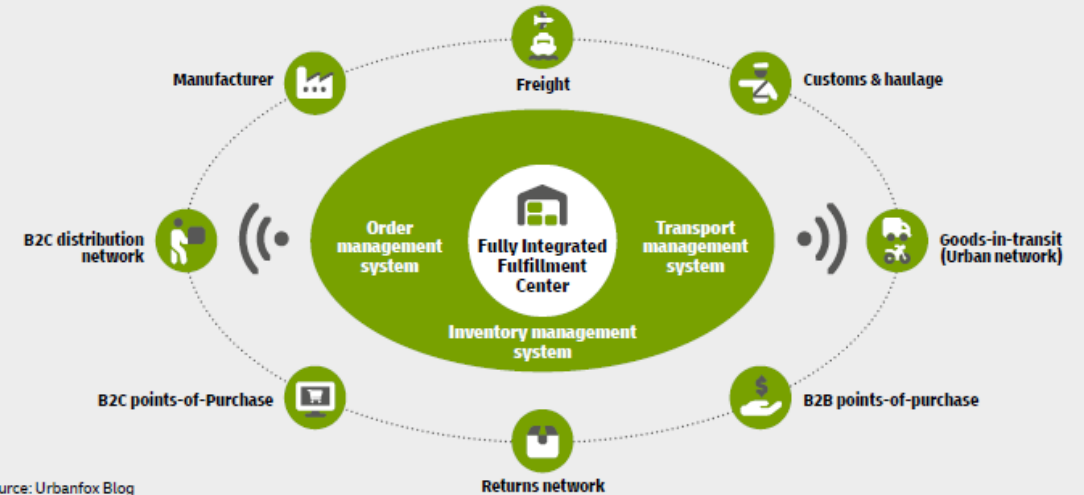 Manufacturer
Freight
Customs & haulage
B2C distribution
network
Order
management
system
Fully Integrated
Fulfillment
Center
Transport
management
system
Goods-in-transit
(Urban network)
Inventory management
system
B2C points-of-Purchase
$
B2B points-of-purchase
Returns network
urce: Urbanfox Blog